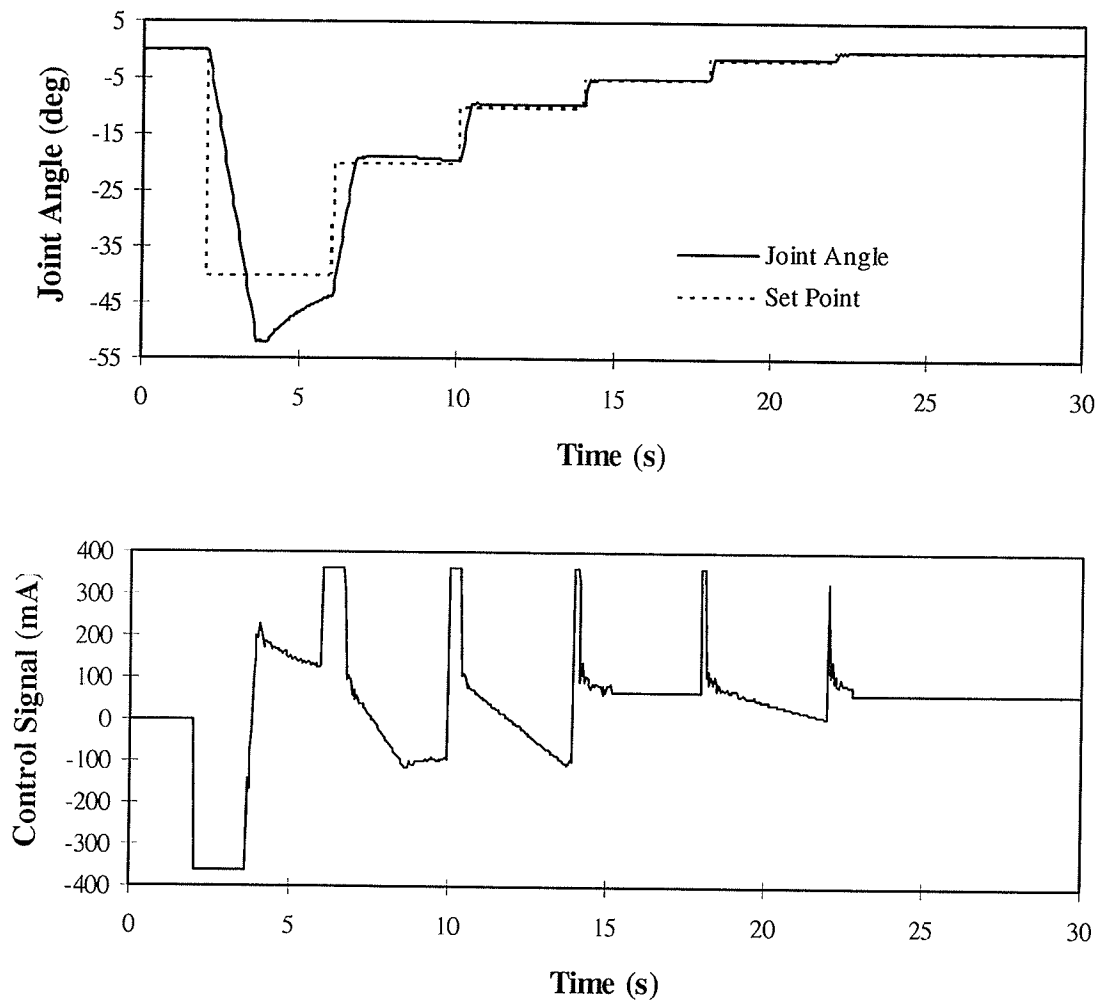 5
-5
-15
-25
-35
-45
-55
Joint Angle (deg)
Joint Angle
Set Point
0 5 10 15 20 25 30
Time (s)
400
300
200
100
0
-100
-200
-300
-400
Control Signal (mA)
0 5 10 15 20 25 30
Time (s)